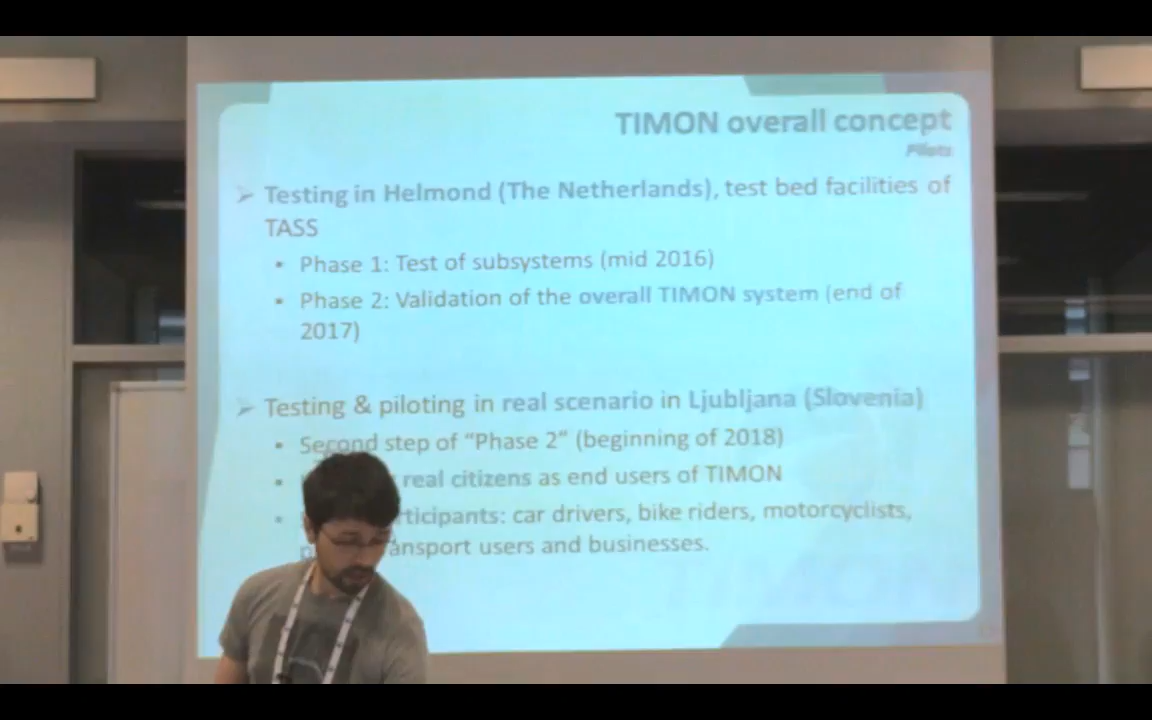 TIMON overall concept
Pilots
Testing in Helmond (The Netherlands), test bed facilities of
TASS
Phase 1: Test of subsystems (mid 2016)
Phase 2: Validation of the overall TIMON system (end of
2017)
Testing & piloting in real scenario in Ljubljana (Slovenia)
Second step of “Phase 2” (beginning of 2018)
real citizens as end users of TIMON
car drivers, bike riders, motorcyclists,
users and businesses.
TIMON